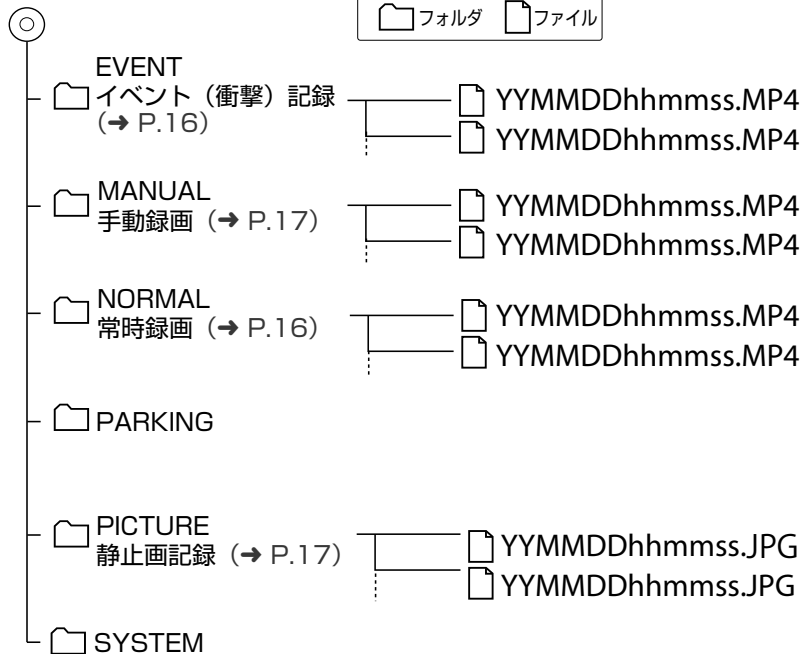 フォルダ ファイル
EVENT
イベント（衝撃）記録
（➜ P.16）
YYMMDDhhmmss.MP4
YYMMDDhhmmss.MP4
MANUAL
手動録画（➜ P.17）
YYMMDDhhmmss.MP4
YYMMDDhhmmss.MP4
NORMAL
常時録画（➜ P.16）
YYMMDDhhmmss.MP4
YYMMDDhhmmss.MP4
PARKING
PICTURE
静止画記録（➜ P.17）
YYMMDDhhmmss.JPG
YYMMDDhhmmss.JPG
SYSTEM